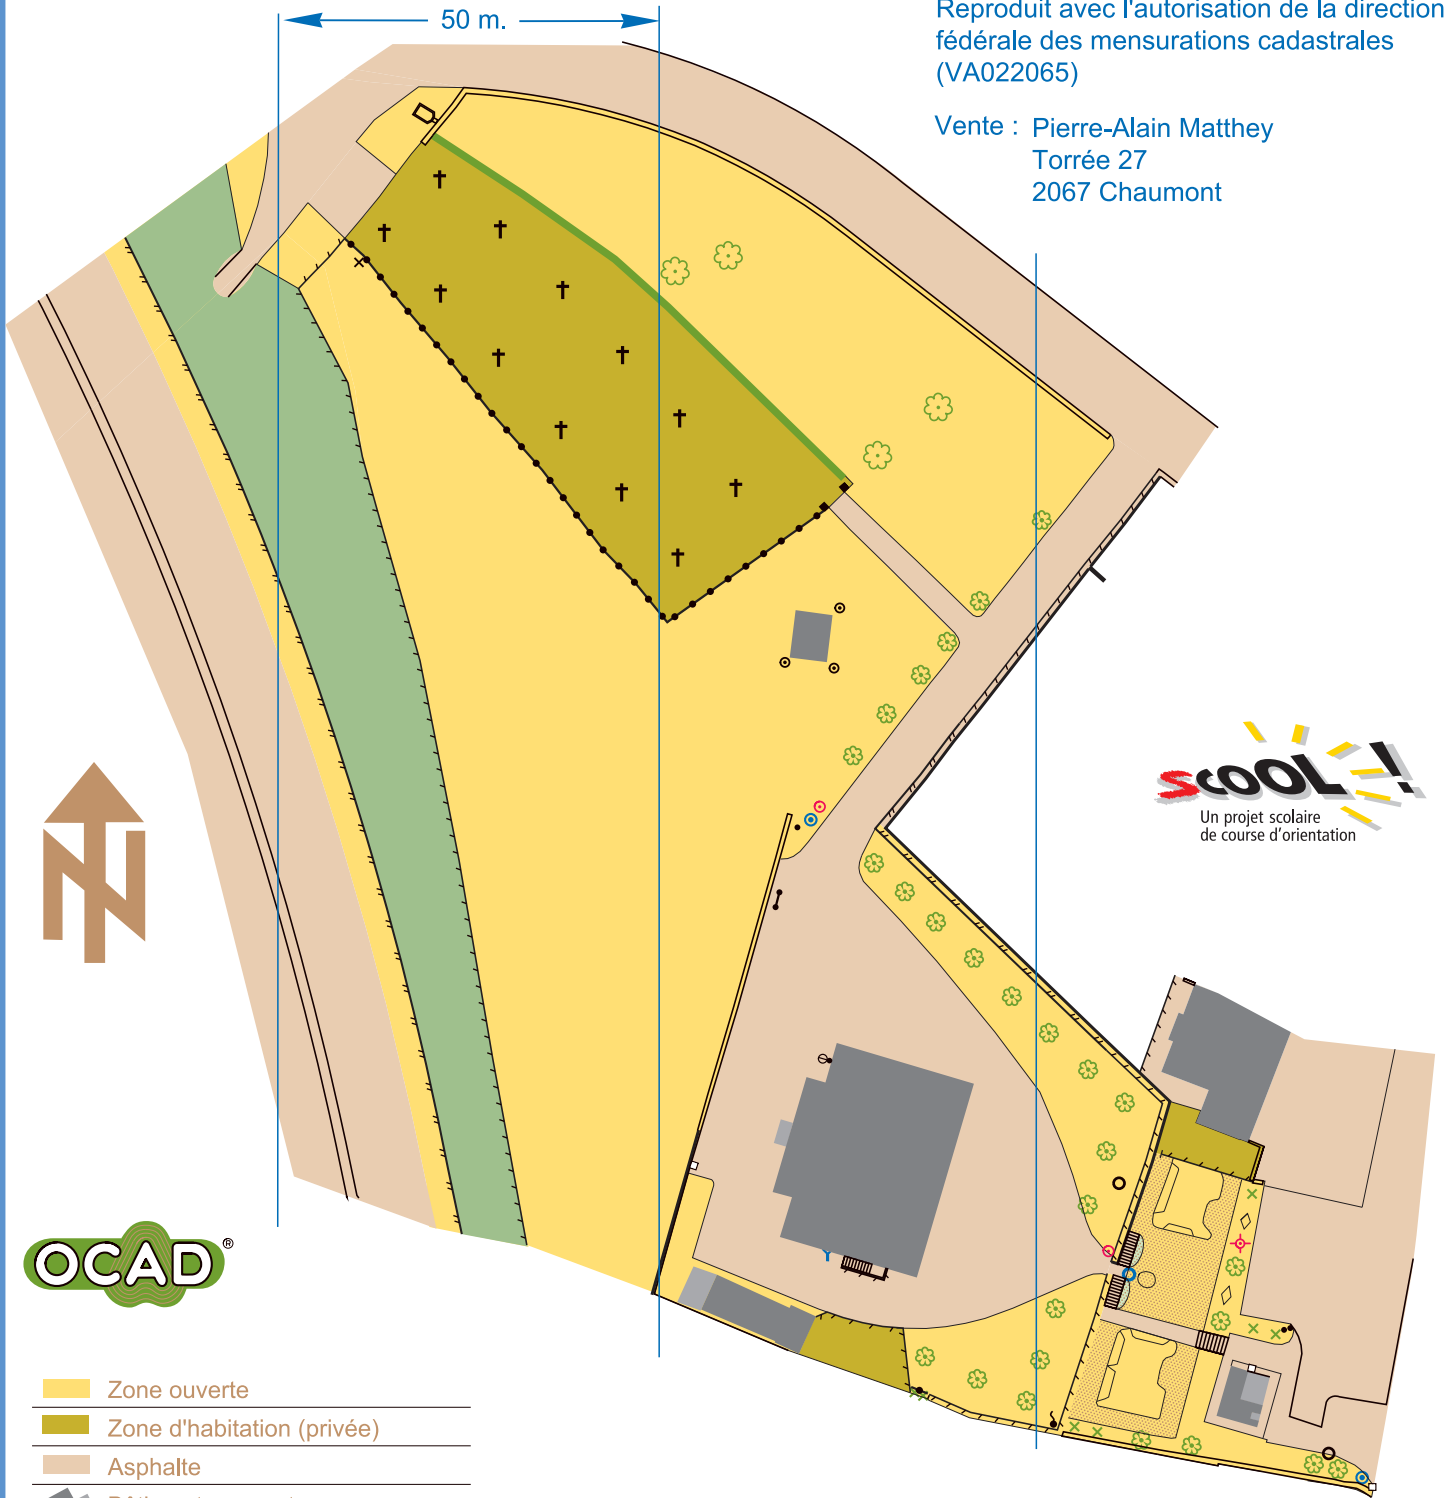 50 m.
Reproduit avec l'autorisation de la direction
fédérale des mensurations cadastrales
(VA022065)
Vente : Pierre-Alain Matthey
Torrée 27
2067 Chaumont
sCOOL!
Un projet scolaire
de course d'orientation
N
OCAD®
Zone ouverte
Zone d'habitation (privée)
Asphalte